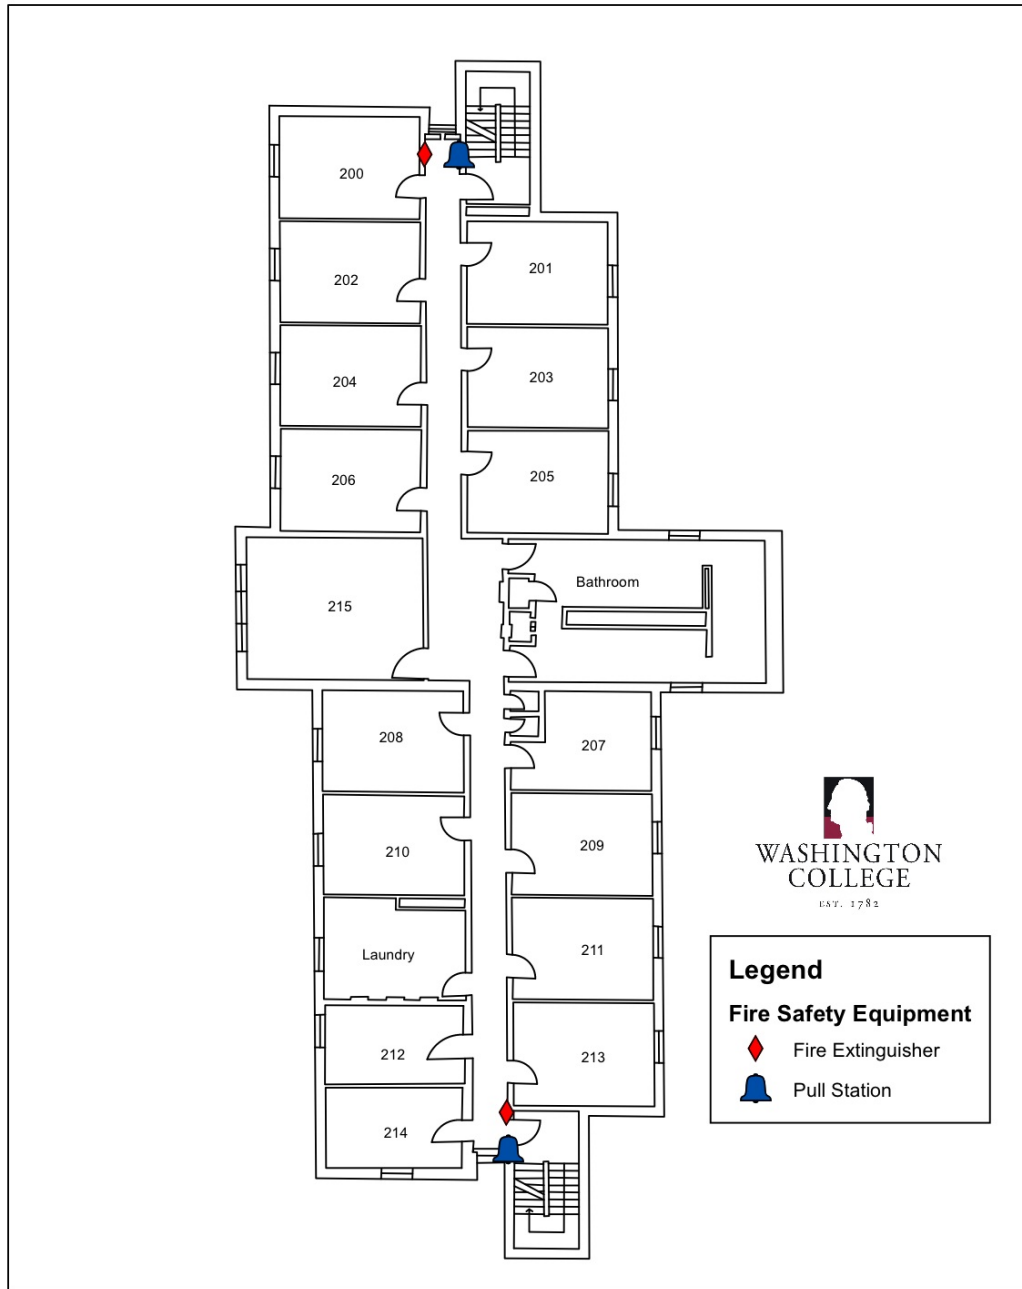 200
201
202
203
204
205
206
Bathroom
215
208
207
210
209
Laundry
211
212
213
214
WASHINGTON
COLLEGE
EST. 1782
Legend
Fire Safety Equipment
Fire Extinguisher
Pull Station